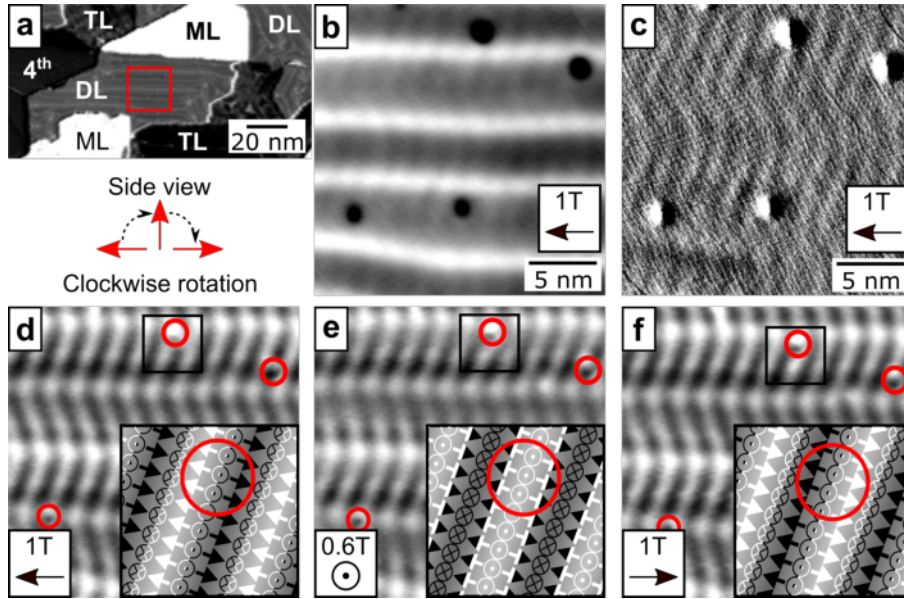 a
TL
ML
DL
4th
DL
ML
TL
20 nm
Side view
Clockwise rotation
b
1T
5 nm
c
1T
5 nm
d
1T
e
0.6T
f
1T